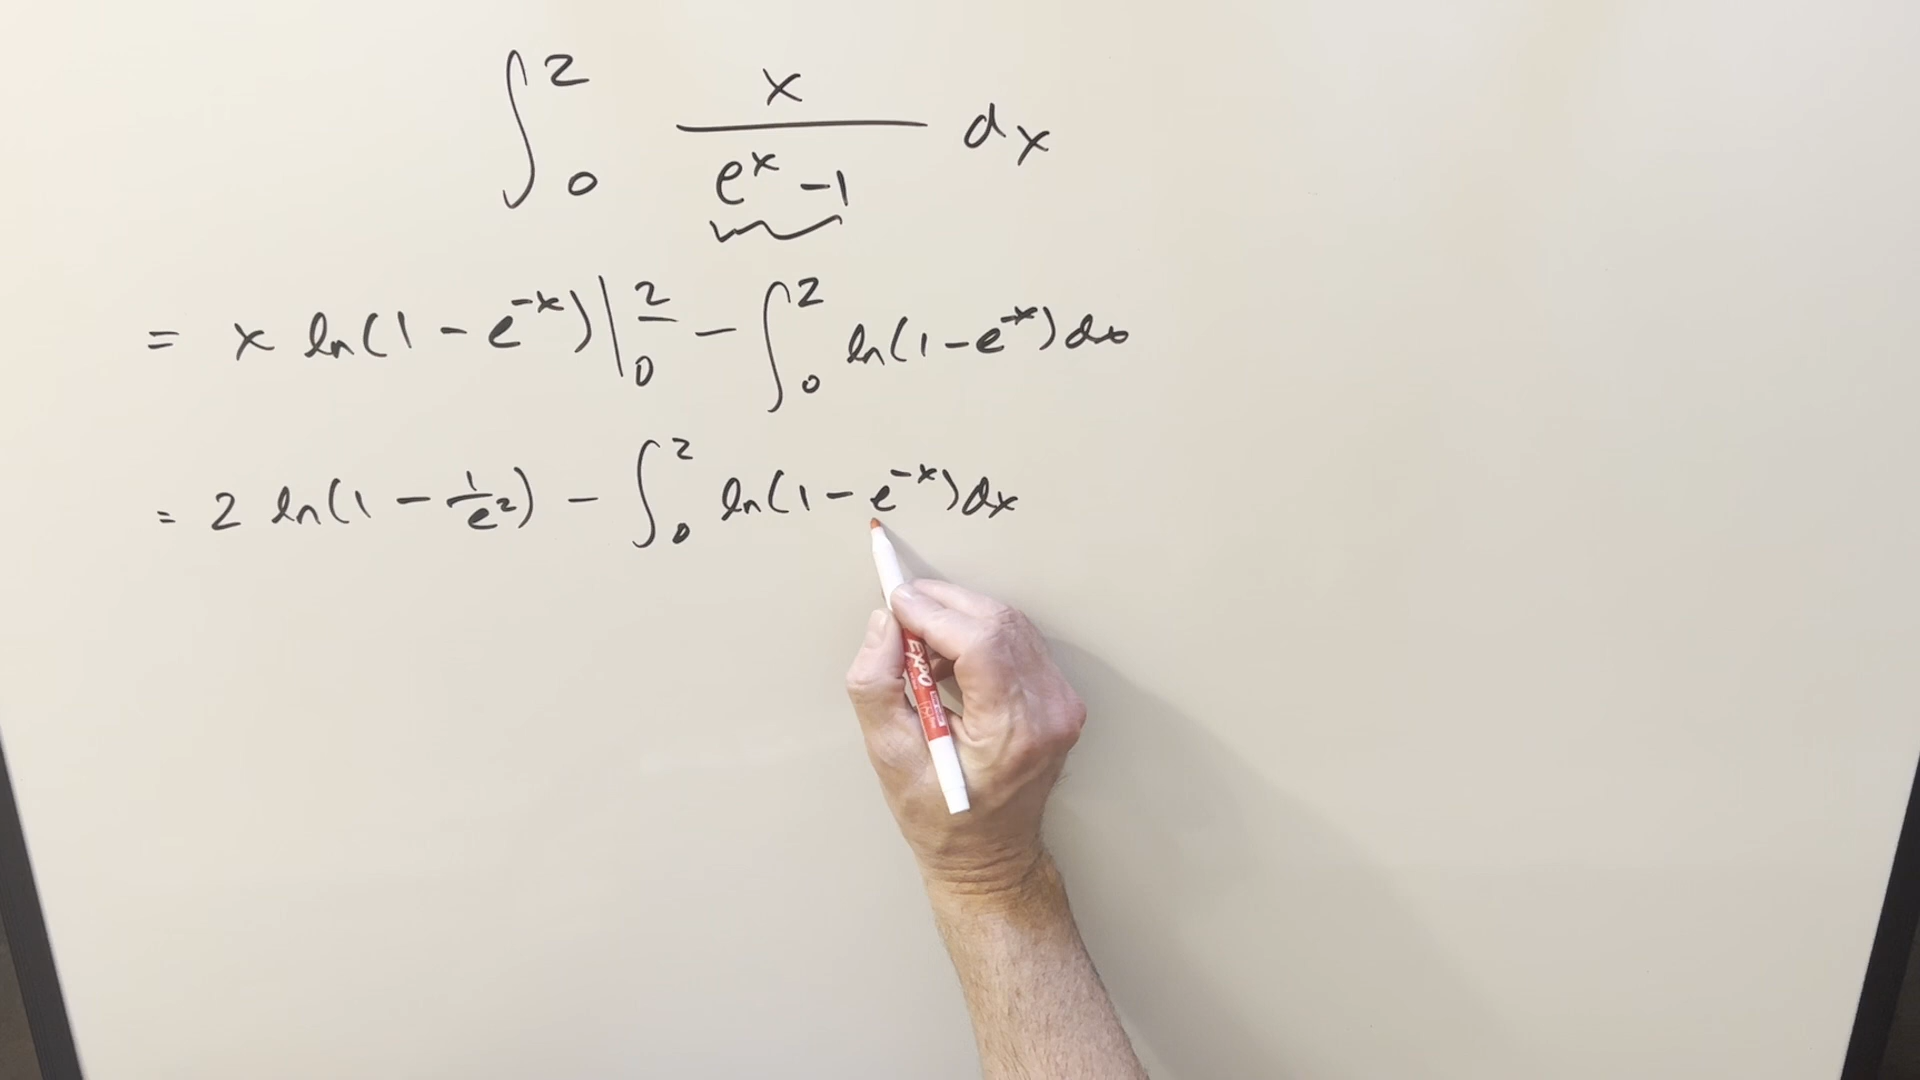 ∫₀² x/(eˣ - 1) dx
= x ln(1 - e⁻ˣ)|₀² - ∫₀² ln(1 - e⁻ˣ) dx
= 2 ln(1 - 1/e²) - ∫₀² ln(1 - e⁻ˣ) dx
EXPO